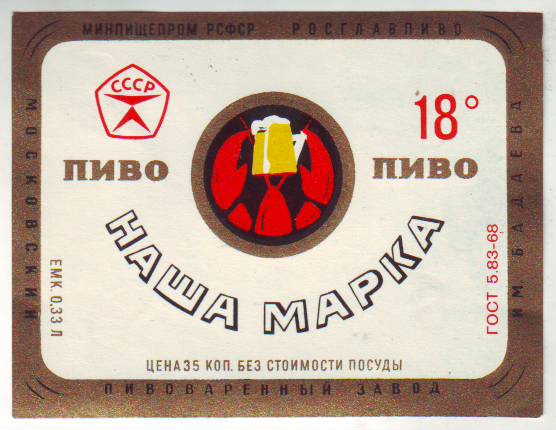 МИНПИЩЕПРОМ РСФСР РОСГЛАВПИВО
МОСКОВСКИЙ
СССР
18°
ПИВО
ПИВО
НАША МАРКА
ЕМК. 0,33 Л
ГОСТ 5.83-68
ЦЕНА 35 КОП. БЕЗ СТОИМОСТИ ПОСУДЫ
ПИВОВАРЕННЫЙ ЗАВОД
ИМ. БАДАЕВА